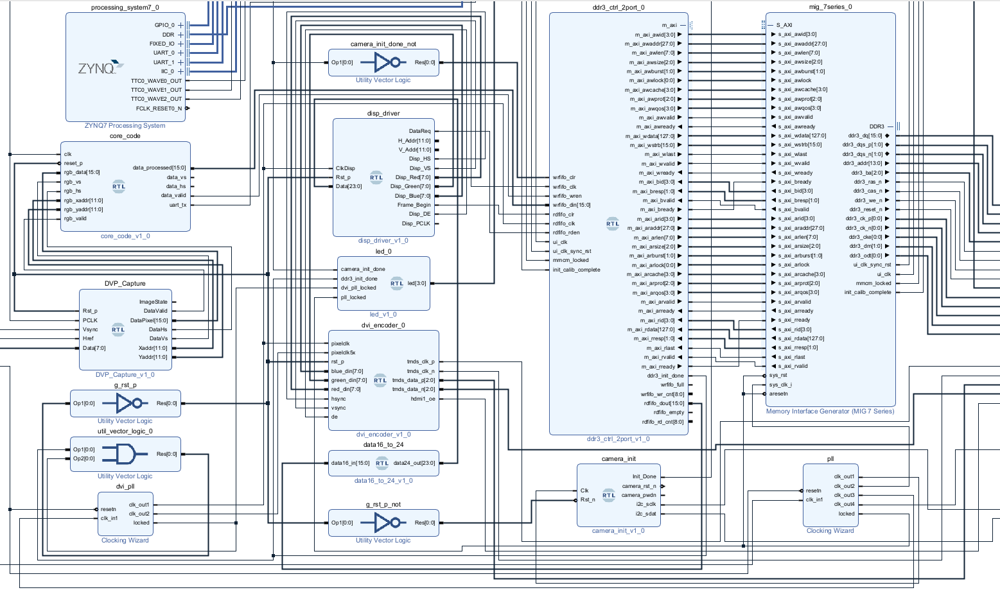 processing_system7_0
GPIO_0
DDR
FIXED_IO
UART_0
UART_1
IIC_0
TTC0_WAVE0_OUT
TTC0_WAVE1_OUT
TTC0_WAVE2_OUT
FCLK_RESET0_N
ZYNQ
ZYNQ7 Processing System
core_code
clk
reset_p
rgb_data[15:0]
rgb_vs
rgb_hs
rgb_xaddr[11:0]
rgb_yaddr[11:0]
rgb_valid
RTL
data_processed[15:0]
data_vs
data_hs
data_valid
uart_tx
core_code_v1_0
DVP_Capture
Rst_p
PCLK
Vsync
Href
Data[7:0]
RTL
ImageState
DataValid
DataPixel[15:0]
DataHs
DataVs
Xaddr[11:0]
Yaddr[11:0]
DVP_Capture_v1_0
g_rst_p
Op1[0:0]
Res[0:0]
Utility Vector Logic
util_vector_logic_0
Op1[0:0]
Op2[0:0]
Res[0:0]
Utility Vector Logic
dvi_pll
resetn
clk_in1
clk_out1
clk_out2
locked
Clocking Wizard
camera_init_done_not
Op1[0:0]
Res[0:0]
Utility Vector Logic
disp_driver
ClkDisp
Rst_p
Data[23:0]
RTL
DataReq
H_Addr[11:0]
V_Addr[11:0]
Disp_HS
Disp_VS
Disp_Red[7:0]
Disp_Green[7:0]
Disp_Blue[7:0]
Frame_Begin
Disp_DE
Disp_PCLK
disp_driver_v1_0
led_0
camera_init_done
ddr3_init_done
dvi_pll_locked
pll_locked
RTL
led[3:0]
led_v1_0
dvi_encoder_0
pixelclk
pixelclk5x
rst_p
blue_din[7:0]
green_din[7:0]
red_din[7:0]
hsync
vsync
de
RTL
tmds_clk_p
tmds_clk_n
tmds_data_p[2:0]
tmds_data_n[2:0]
hdmi1_oe
dvi_encoder_v1_0
data16_to_24
data16_in[15:0]
RTL
data24_out[23:0]
data16_to_24_v1_0
g_rst_p_not
Op1[0:0]
Res[0:0]
Utility Vector Logic
ddr3_ctrl_2port_0
wrfifo_clr
wrfifo_clk
wrfifo_wren
wrfifo_din[15:0]
rdfifo_clr
rdfifo_clk
rdfifo_rden
ui_clk
ui_clk_sync_rst
mmcm_locked
init_calib_complete
RTL
m_axi
m_axi_awid[3:0]
m_axi_awaddr[27:0]
m_axi_awlen[7:0]
m_axi_awsize[2:0]
m_axi_awburst[1:0]
m_axi_awlock[0:0]
m_axi_awcache[3:0]
m_axi_awprot[2:0]
m_axi_awqos[3:0]
m_axi_awvalid
m_axi_awready
m_axi_wdata[127:0]
m_axi_wstrb[15:0]
m_axi_wlast
m_axi_wvalid
m_axi_wready
m_axi_bid[3:0]
m_axi_bresp[1:0]
m_axi_bvalid
m_axi_bready
m_axi_arid[3:0]
m_axi_araddr[27:0]
m_axi_arlen[7:0]
m_axi_arsize[2:0]
m_axi_arburst[1:0]
m_axi_arlock[0:0]
m_axi_arcache[3:0]
m_axi_arprot[2:0]
m_axi_arqos[3:0]
m_axi_arvalid
m_axi_arready
m_axi_rid[3:0]
m_axi_rdata[127:0]
m_axi_rresp[1:0]
m_axi_rlast
m_axi_rvalid
m_axi_rready
ddr3_init_done
wrfifo_full
wrfifo_wr_cnt[8:0]
rdfifo_dout[15:0]
rdfifo_empty
rdfifo_rd_cnt[8:0]
ddr3_ctrl_2port_v1_0
camera_init
Clk
Rst_n
RTL
Init_Done
camera_rst_n
camera_pwdn
i2c_sclk
i2c_sdat
camera_init_v1_0
mig_7series_0
S_AXI
s_axi_awid[3:0]
s_axi_awaddr[27:0]
s_axi_awlen[7:0]
s_axi_awsize[2:0]
s_axi_awburst[1:0]
s_axi_awlock
s_axi_awcache[3:0]
s_axi_awprot[2:0]
s_axi_awqos[3:0]
s_axi_awvalid
s_axi_awready
s_axi_wdata[127:0]
s_axi_wstrb[15:0]
s_axi_wlast
s_axi_wvalid
s_axi_wready
s_axi_bready
s_axi_bid[3:0]
s_axi_bresp[1:0]
s_axi_bvalid
s_axi_arid[3:0]
s_axi_araddr[27:0]
s_axi_arlen[7:0]
s_axi_arsize[2:0]
s_axi_arburst[1:0]
s_axi_arlock
s_axi_arcache[3:0]
s_axi_arprot[2:0]
s_axi_arqos[3:0]
s_axi_arvalid
s_axi_arready
s_axi_rready
s_axi_rid[3:0]
s_axi_rdata[127:0]
s_axi_rresp[1:0]
s_axi_rlast
s_axi_rvalid
sys_rst
sys_clk_i
aresetn
DDR3
ddr3_dq[15:0]
ddr3_dqs_p[1:0]
ddr3_dqs_n[1:0]
ddr3_addr[13:0]
ddr3_ba[2:0]
ddr3_ras_n
ddr3_cas_n
ddr3_we_n
ddr3_reset_n
ddr3_ck_p[0:0]
ddr3_ck_n[0:0]
ddr3_cke[0:0]
ddr3_dm[1:0]
ddr3_odt[0:0]
ui_clk_sync_rst
ui_clk
mmcm_locked
init_calib_complete
Memory Interface Generator (MIG 7 Series)
pll
resetn
clk_in1
clk_out1
clk_out2
clk_out3
clk_out4
locked
Clocking Wizard